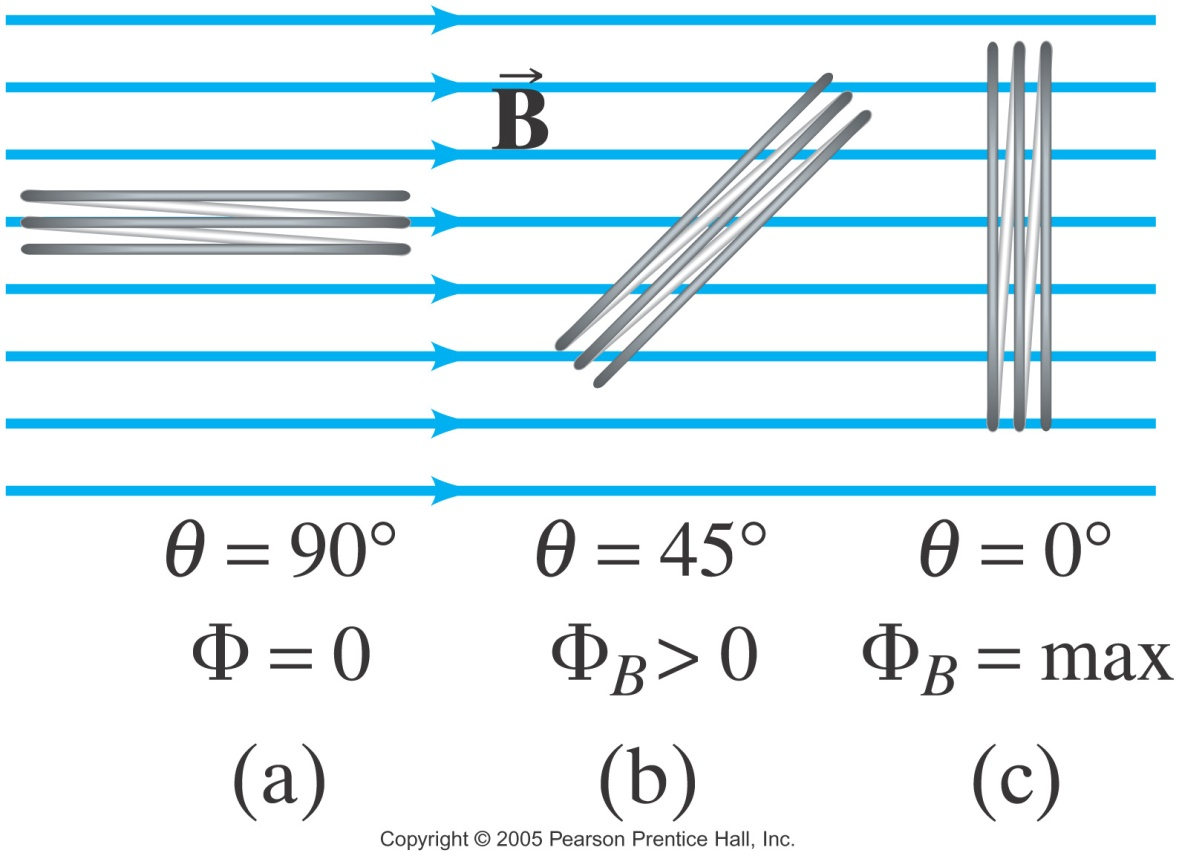 B⃗
θ = 90° θ = 45° θ = 0°
Φ = 0 Φ_B > 0 Φ_B = max
(a) (b) (c)
Copyright © 2005 Pearson Prentice Hall, Inc.